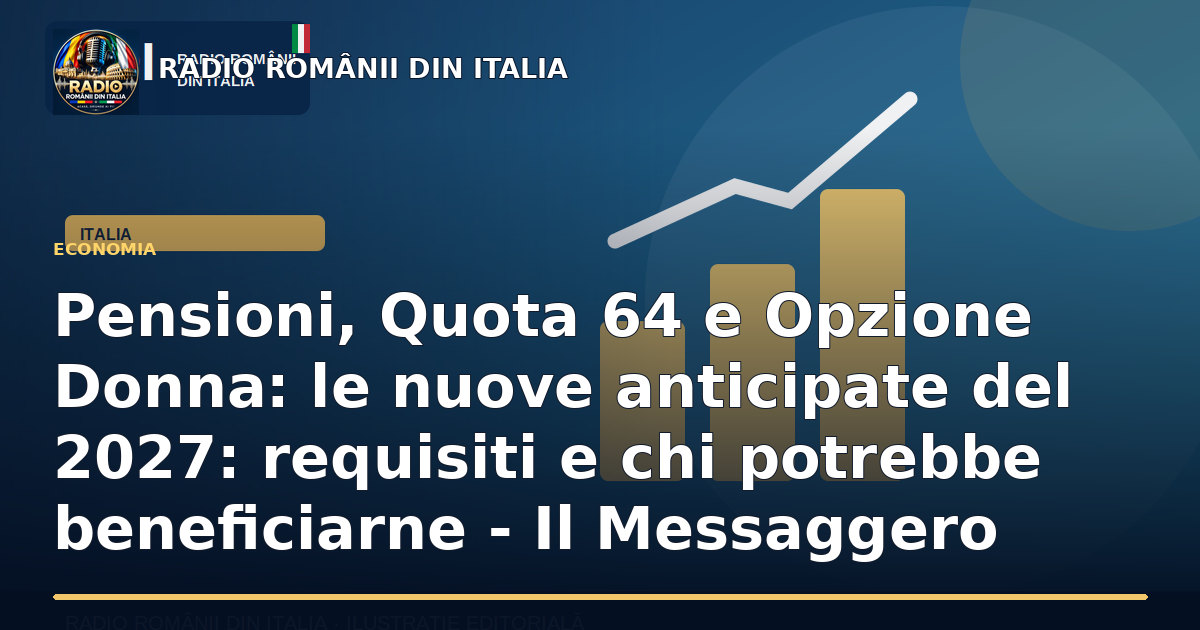 RADIO ROMÂNII
DIN ITALIA
RADIO ROMÂNII DIN ITALIA
RADIO
ROMÂNII DIN ITALIA
ITALIA
ECONOMIA
Pensioni, Quota 64 e Opzione
Donna: le nuove anticipate del
2027: requisiti e chi potrebbe
beneficiarne - Il Messaggero
RADIO ROMÂNII DIN ITALIA · ILUSTRAȚIE EDITORIALĂ